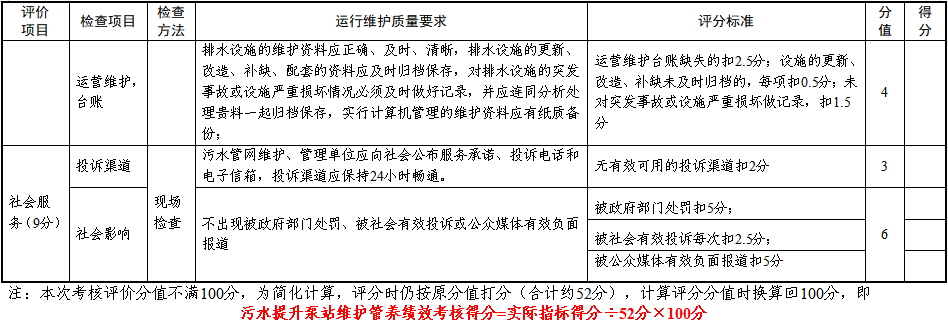 评价
项目
检查项目
检查
方法
运行维护质量要求
评分标准
分
值
得
分
运营维护，
台账
排水设施的维护资料应正确、及时、清晰，排水设施的更新、
改造、补缺、配套的资料应及时归档保存，对排水设施的突发
事故或设施严重损坏情况必须及时做好记录，并应连同分析处
理贵料一起归档保存，实行计算机管理的维护资料应有纸质备
份；
运营维护台账缺失的扣2.5分；设施的更新、
改造、补缺未及时归档的，每项扣0.5分；未
对突发事故或设施严重损坏做记录，扣1.5
分
4
社会服
务（9分）
投诉渠道
现场
检查
污水管网维护、管理单位应向社会公布服务承诺、投诉电话和
电子信箱，投诉渠道应保持24小时畅通。
无有效可用的投诉渠道扣2分
3
社会影响
不出现被政府部门处罚、被社会有效投诉或公众媒体有效负面
报道
被政府部门处罚扣5分；
被社会有效投诉每次扣2.5分；
被公众媒体有效负面报道扣5分
6
注：本次考核评价分值不满100分，为简化计算，评分时仍按原分值打分（合计约52分），计算评分分值时换算回100分，即
污水提升泵站维护管养绩效考核得分=实际指标得分÷52分×100分